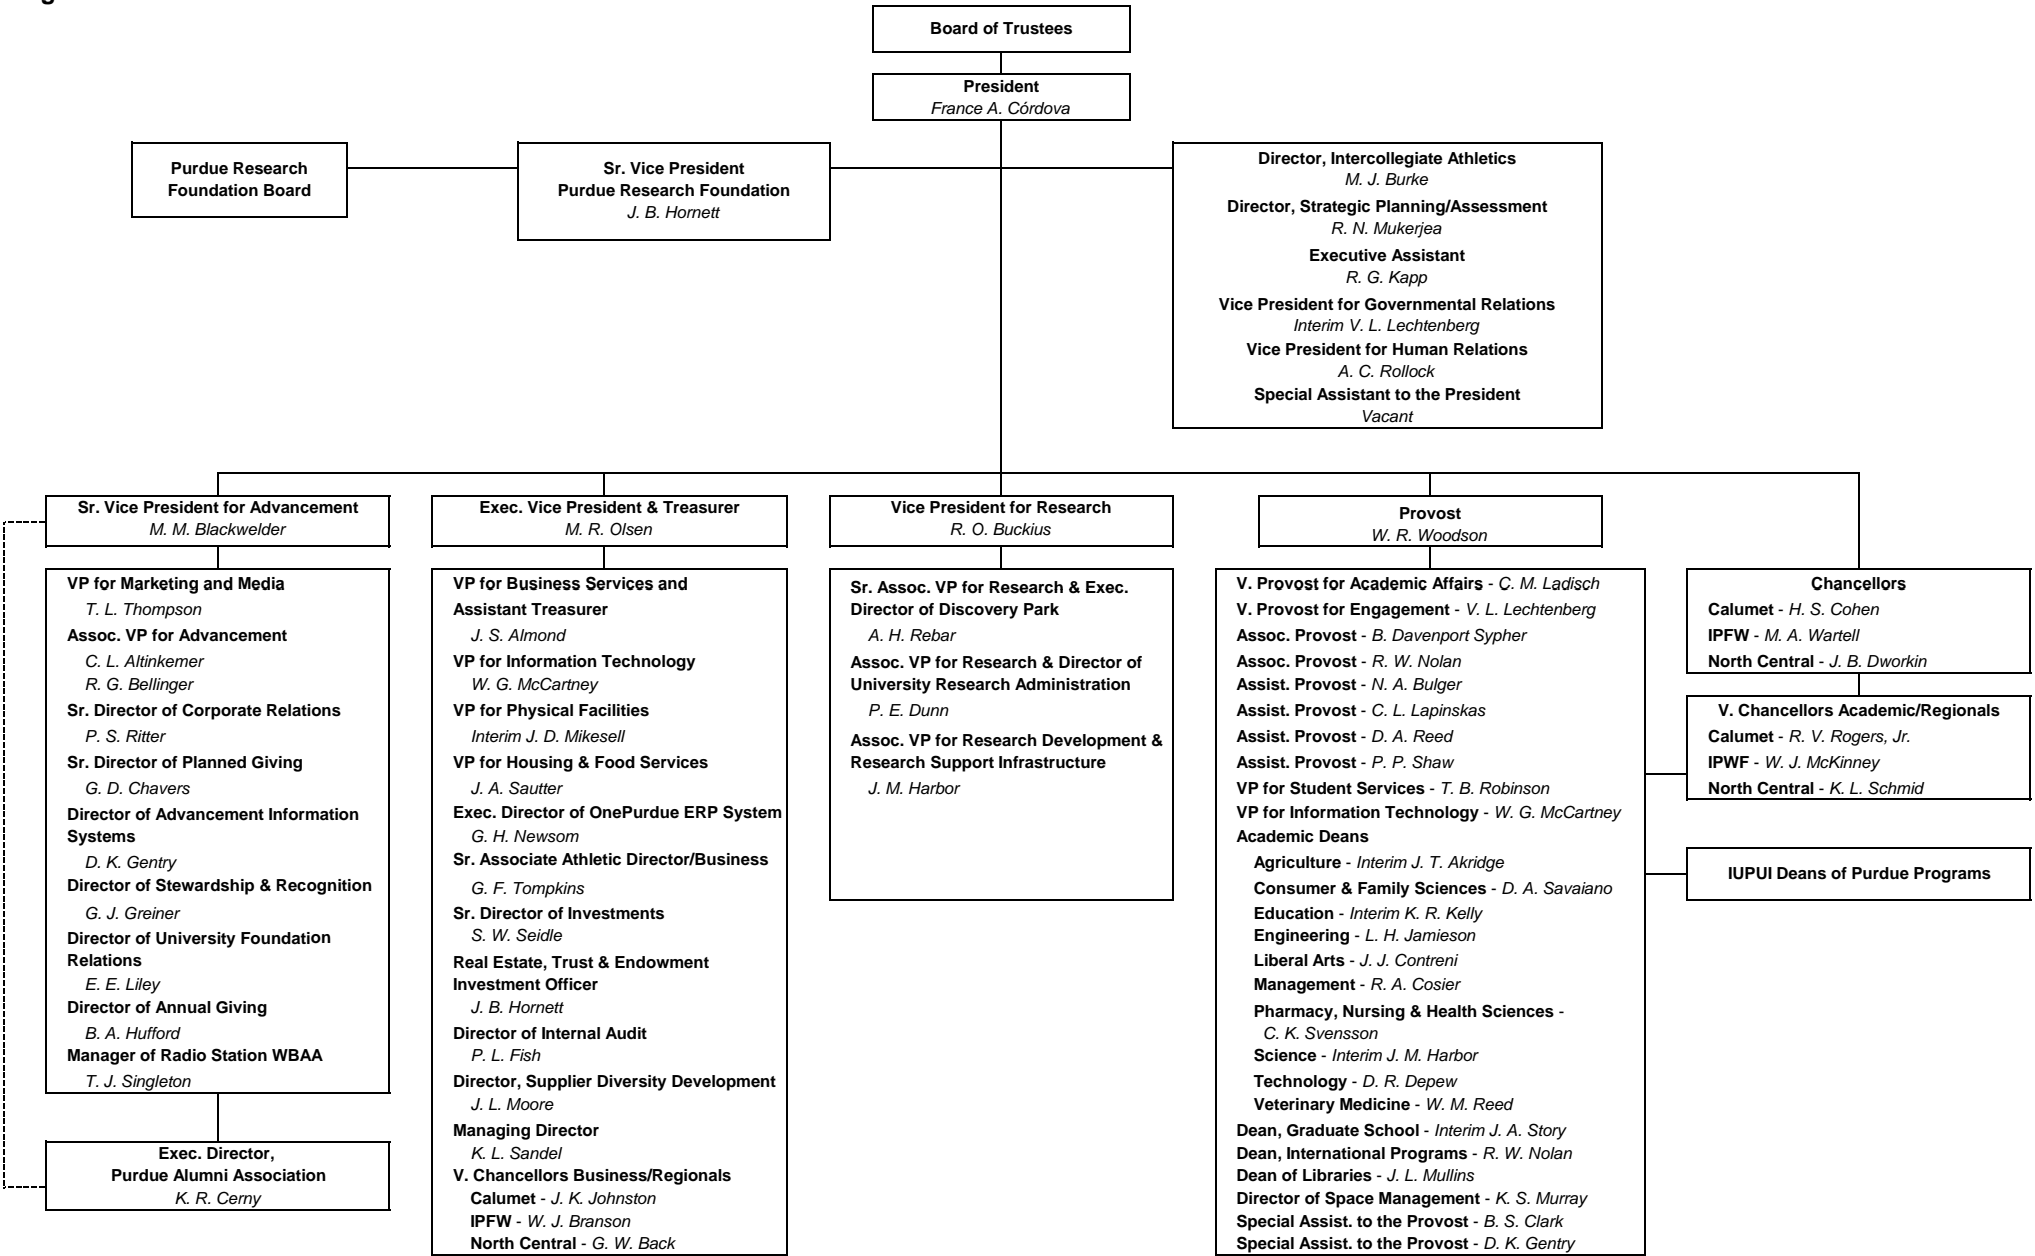 Board of Trustees
President
France A. Córdova
Purdue Research
Foundation Board
Sr. Vice President
Purdue Research Foundation
J. B. Hornett
Director, Intercollegiate Athletics
M. J. Burke
Director, Strategic Planning/Assessment
R. N. Mukerjea
Executive Assistant
R. G. Kapp
Vice President for Governmental Relations
Interim V. L. Lechtenberg
Vice President for Human Relations
A. C. Rollock
Special Assistant to the President
Vacant
Sr. Vice President for Advancement
M. M. Blackwelder
VP for Marketing and Media
T. L. Thompson
Assoc. VP for Advancement
C. L. Altinkemer
R. G. Bellinger
Sr. Director of Corporate Relations
P. S. Ritter
Sr. Director of Planned Giving
G. D. Chavers
Director of Advancement Information
Systems
D. K. Gentry
Director of Stewardship & Recognition
G. J. Greiner
Director of University Foundation
Relations
E. E. Liley
Director of Annual Giving
B. A. Hufford
Manager of Radio Station WBAA
T. J. Singleton
Exec. Director,
Purdue Alumni Association
K. R. Cerny
Exec. Vice President & Treasurer
M. R. Olsen
VP for Business Services and
Assistant Treasurer
J. S. Almond
VP for Information Technology
W. G. McCartney
VP for Physical Facilities
Interim J. D. Mikesell
VP for Housing & Food Services
J. A. Sautter
Exec. Director of OnePurdue ERP System
G. H. Newsom
Sr. Associate Athletic Director/Business
G. F. Tompkins
Sr. Director of Investments
S. W. Seidle
Real Estate, Trust & Endowment
Investment Officer
J. B. Hornett
Director of Internal Audit
P. L. Fish
Director, Supplier Diversity Development
J. L. Moore
Managing Director
K. L. Sandel
V. Chancellors Business/Regionals
Calumet - J. K. Johnston
IPFW - W. J. Branson
North Central - G. W. Back
Vice President for Research
R. O. Buckius
Sr. Assoc. VP for Research & Exec.
Director of Discovery Park
A. H. Rebar
Assoc. VP for Research & Director of
University Research Administration
P. E. Dunn
Assoc. VP for Research Development &
Research Support Infrastructure
J. M. Harbor
Provost
W. R. Woodson
V. Provost for Academic Affairs - C. M. Ladisch
V. Provost for Engagement - V. L. Lechtenberg
Assoc. Provost - B. Davenport Sypher
Assoc. Provost - R. W. Nolan
Assist. Provost - N. A. Bulger
Assist. Provost - C. L. Lapinskas
Assist. Provost - D. A. Reed
Assist. Provost - P. P. Shaw
VP for Student Services - T. B. Robinson
VP for Information Technology - W. G. McCartney
Academic Deans
Agriculture - Interim J. T. Akridge
Consumer & Family Sciences - D. A. Savaiano
Education - Interim K. R. Kelly
Engineering - L. H. Jamieson
Liberal Arts - J. J. Contreni
Management - R. A. Cosier
Pharmacy, Nursing & Health Sciences -
C. K. Svensson
Science - Interim J. M. Harbor
Technology - D. R. Depew
Veterinary Medicine - W. M. Reed
Dean, Graduate School - Interim J. A. Story
Dean, International Programs - R. W. Nolan
Dean of Libraries - J. L. Mullins
Director of Space Management - K. S. Murray
Special Assist. to the Provost - B. S. Clark
Special Assist. to the Provost - D. K. Gentry
Chancellors
Calumet - H. S. Cohen
IPFW - M. A. Wartell
North Central - J. B. Dworkin
V. Chancellors Academic/Regionals
Calumet - R. V. Rogers, Jr.
IPWF - W. J. McKinney
North Central - K. L. Schmid
IUPUI Deans of Purdue Programs